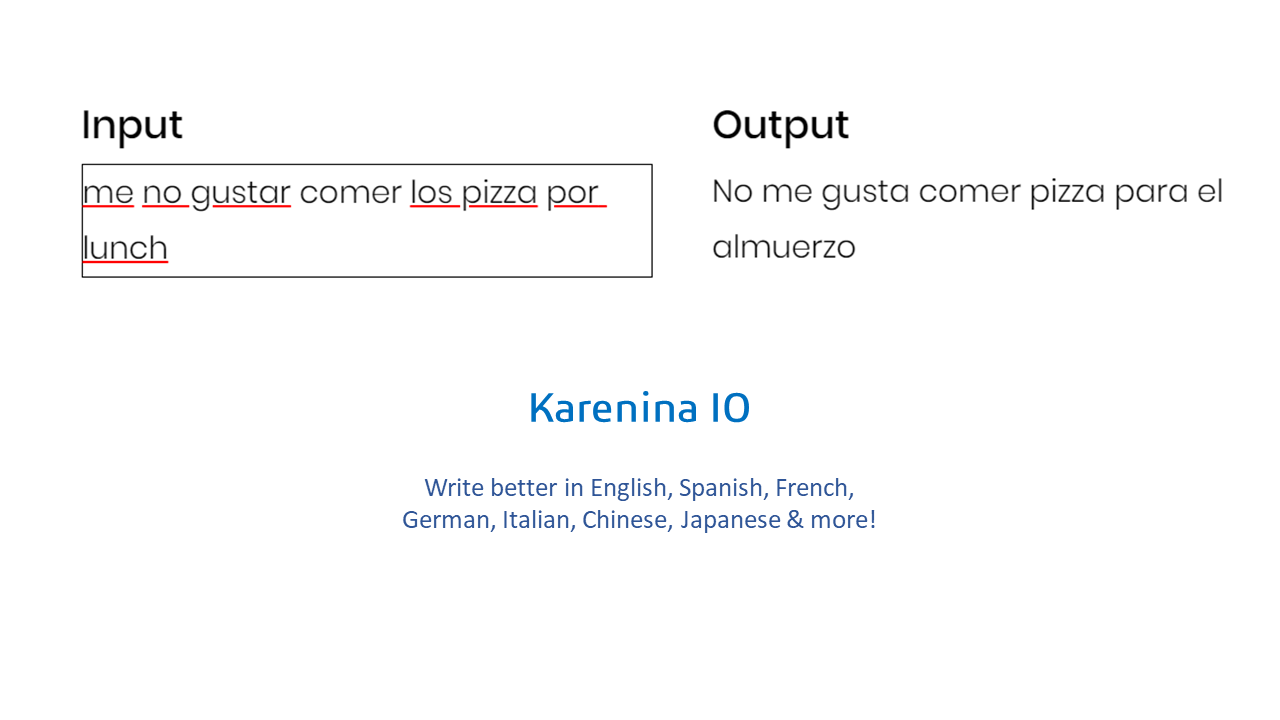 Input
me no gustar comer los pizza por
lunch
Output
No me gusta comer pizza para el
almuerzo
Karenina IO
Write better in English, Spanish, French,
German, Italian, Chinese, Japanese & more!